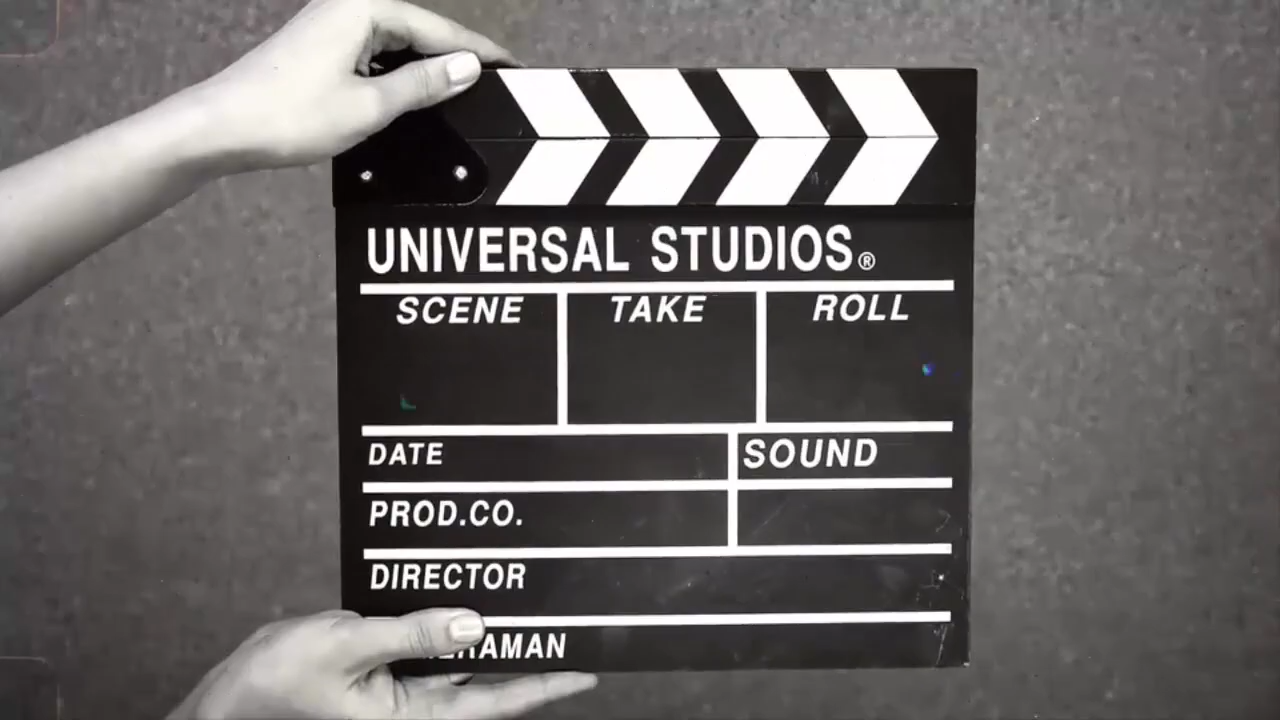 UNIVERSAL STUDIOS®
SCENE TAKE ROLL
DATE SOUND
PROD.CO.
DIRECTOR